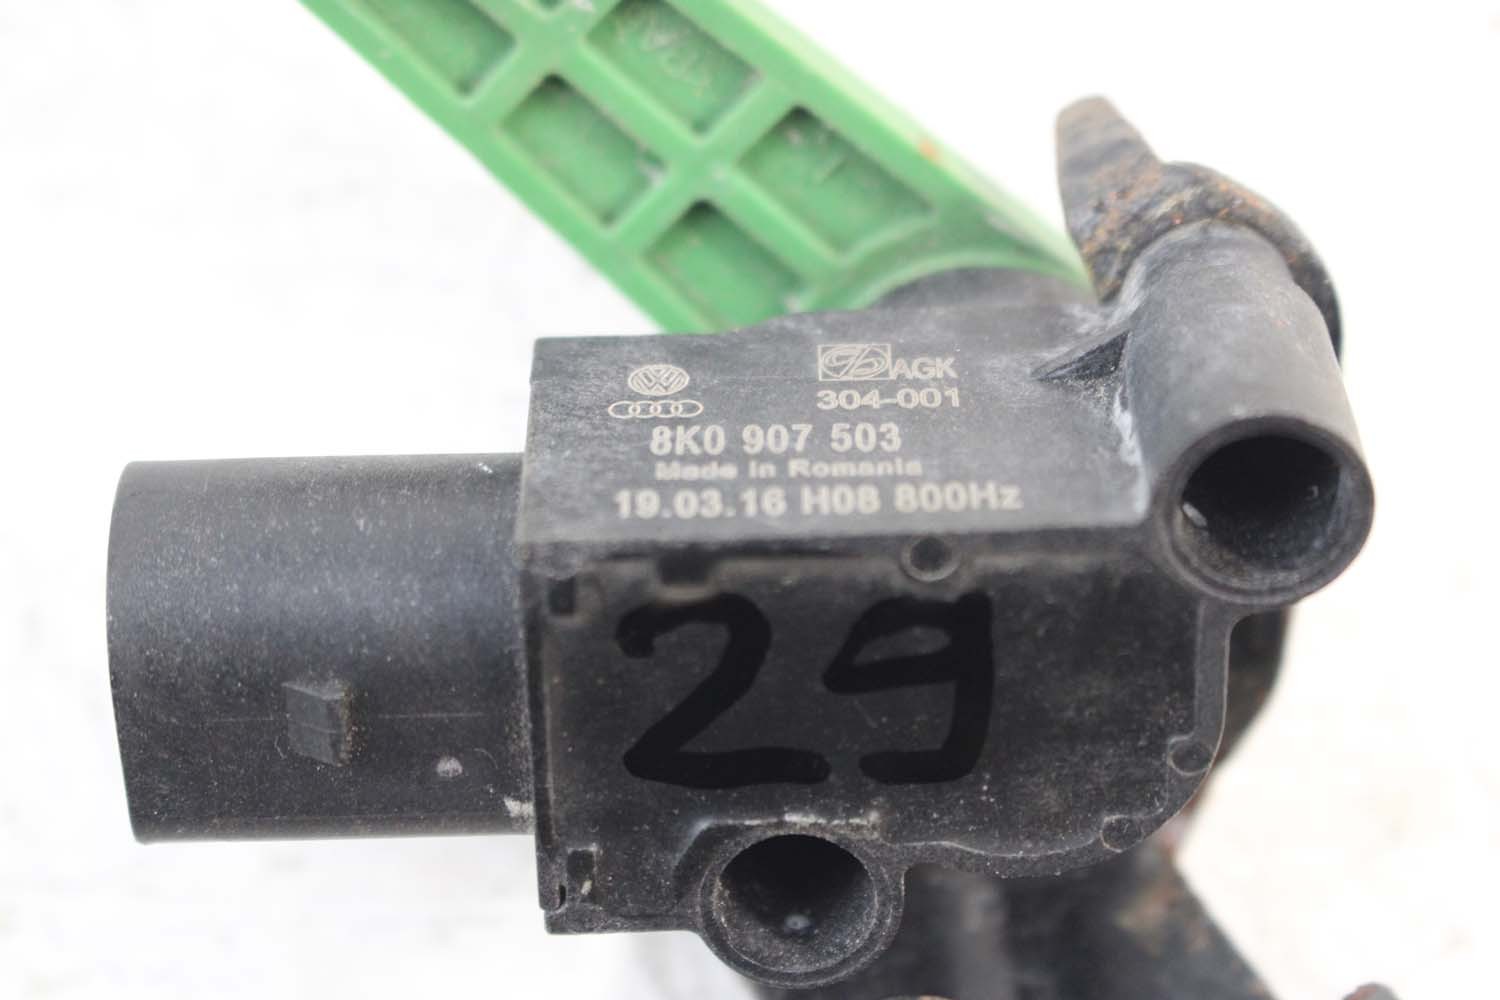 AGK
304-001
8K0 907 503
Made in Romania
19.03.16 H08 800Hz
29